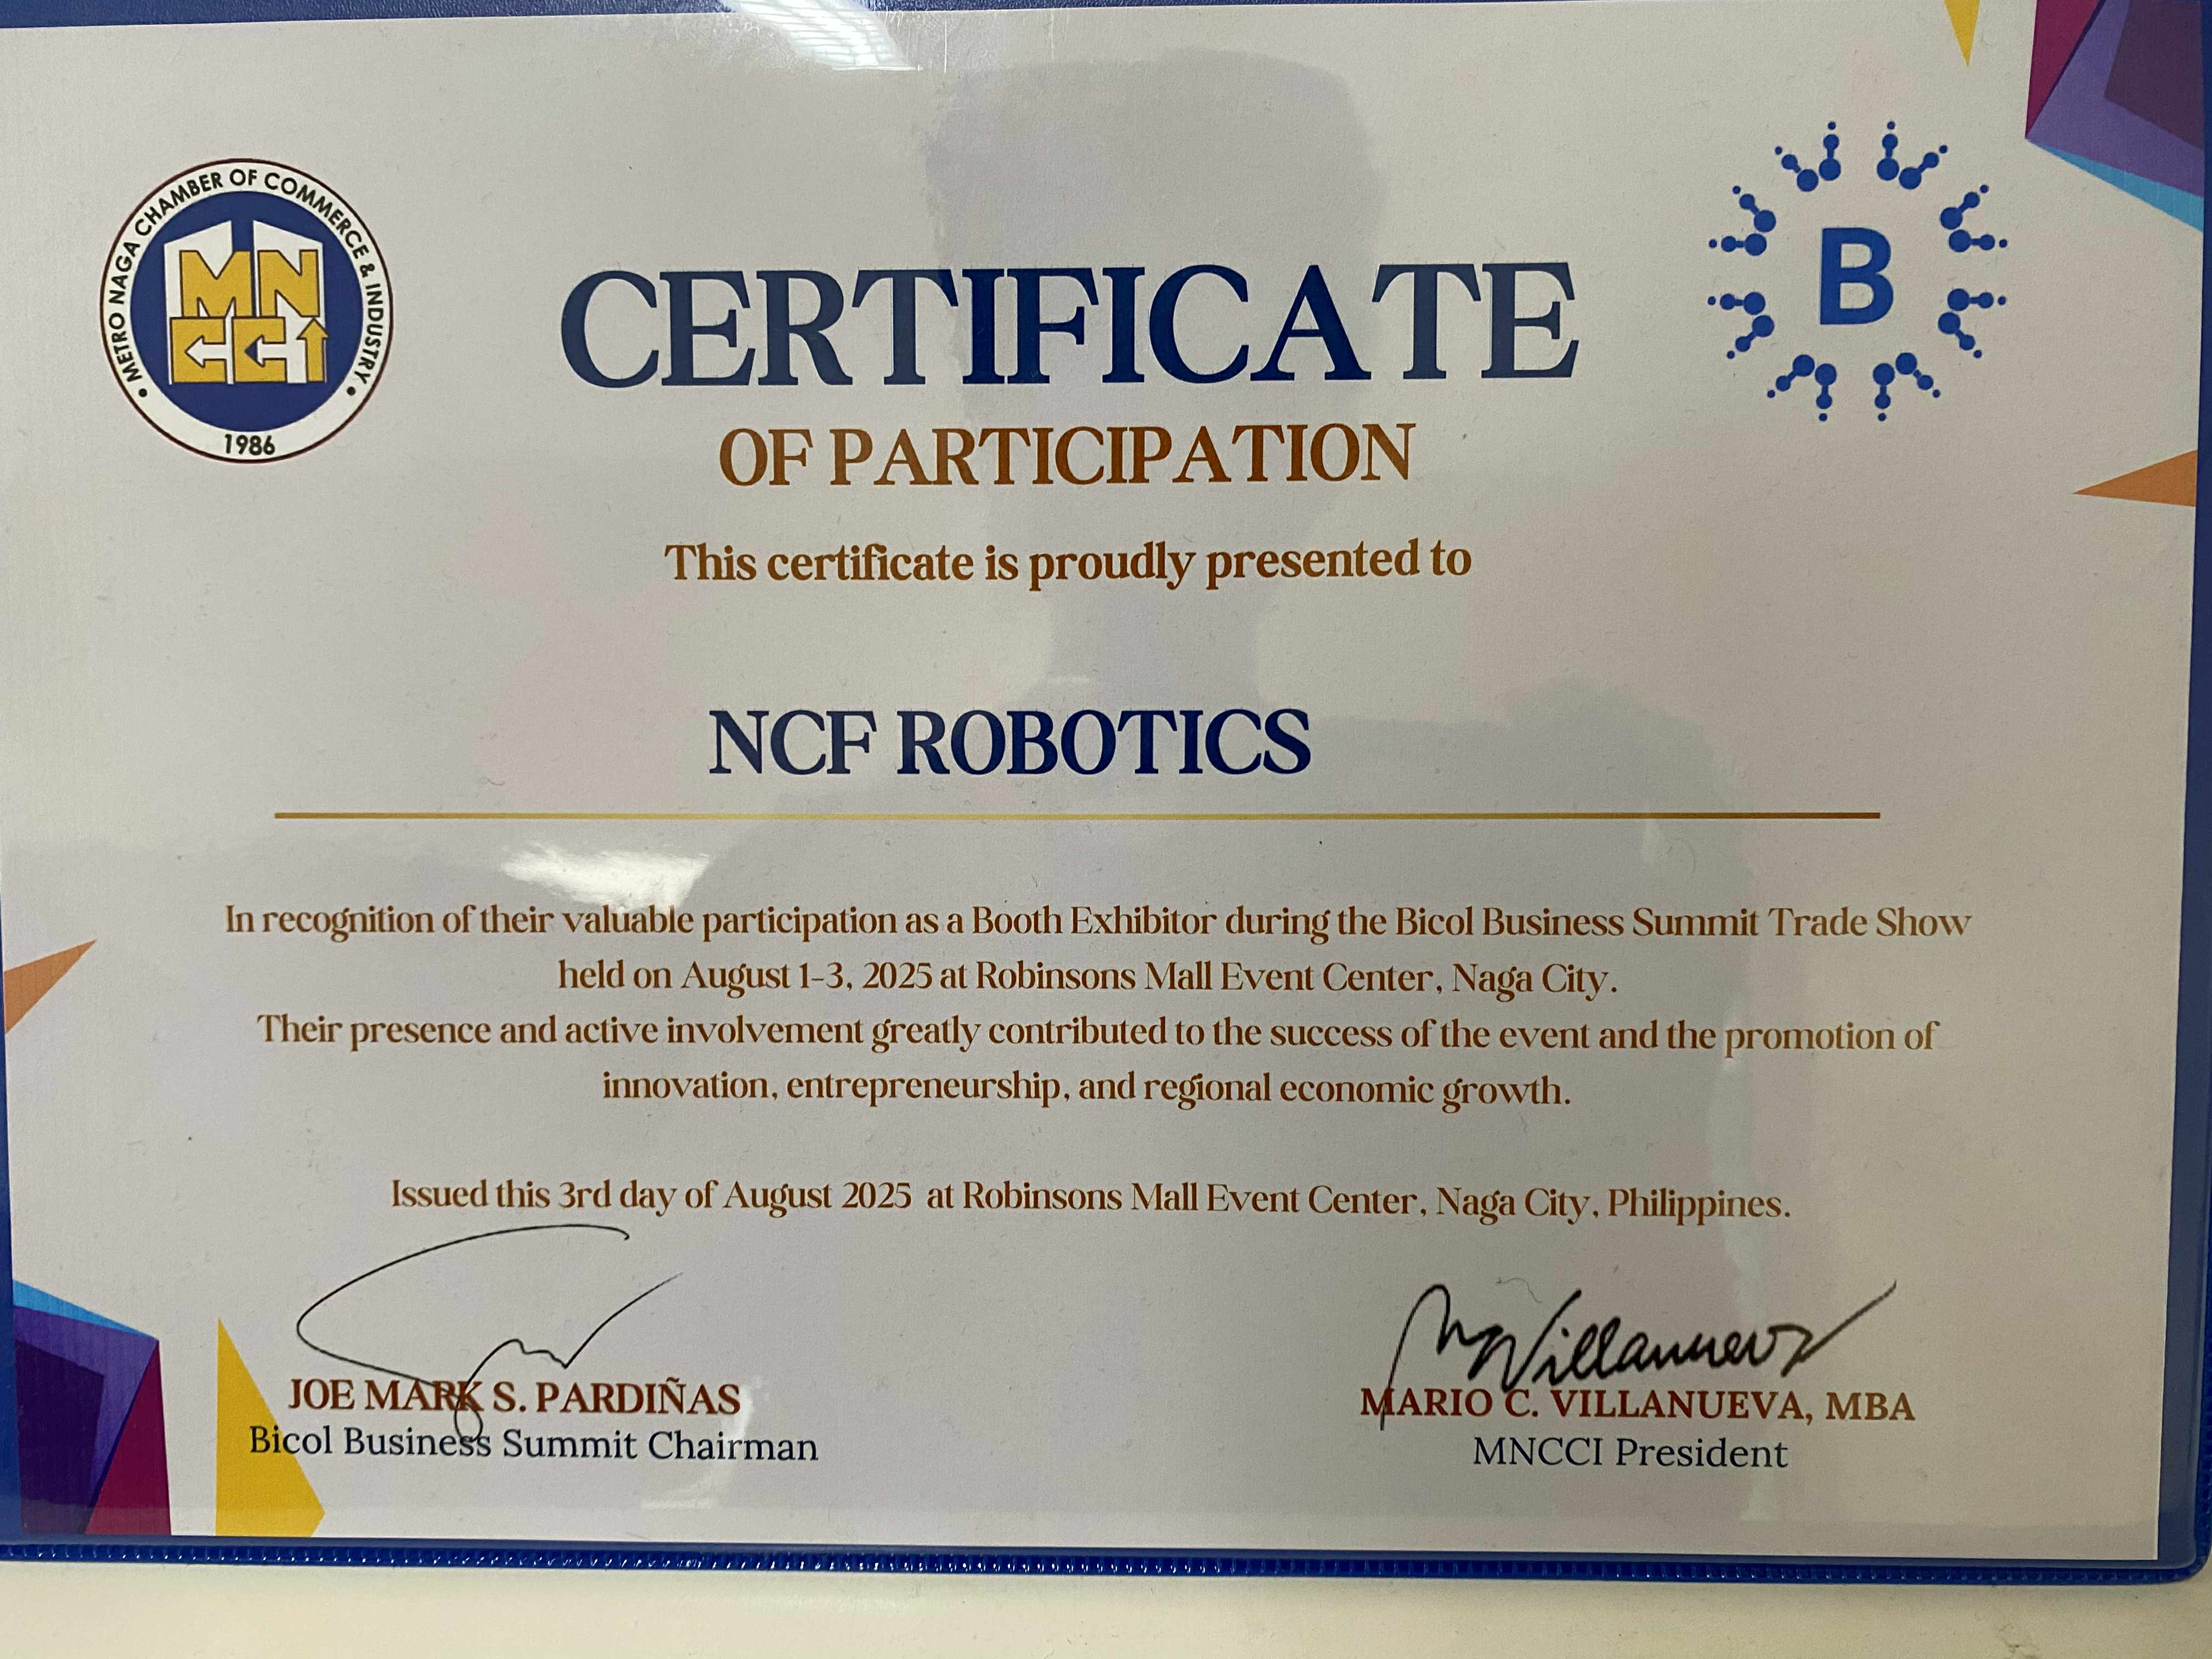 METRO NAGA CHAMBER OF COMMERCE & INDUSTRY
MNCCI
1986
B
CERTIFICATE
OF PARTICIPATION
This certificate is proudly presented to
NCF ROBOTICS
In recognition of their valuable participation as a Booth Exhibitor during the Bicol Business Summit Trade Show
held on August 1-3, 2025 at Robinsons Mall Event Center, Naga City.
Their presence and active involvement greatly contributed to the success of the event and the promotion of
innovation, entrepreneurship, and regional economic growth.
Issued this 3rd day of August 2025 at Robinsons Mall Event Center, Naga City, Philippines.
JOE MARK S. PARDIÑAS
Bicol Business Summit Chairman
MVillanueva
MARIO C. VILLANUEVA, MBA
MNCCI President